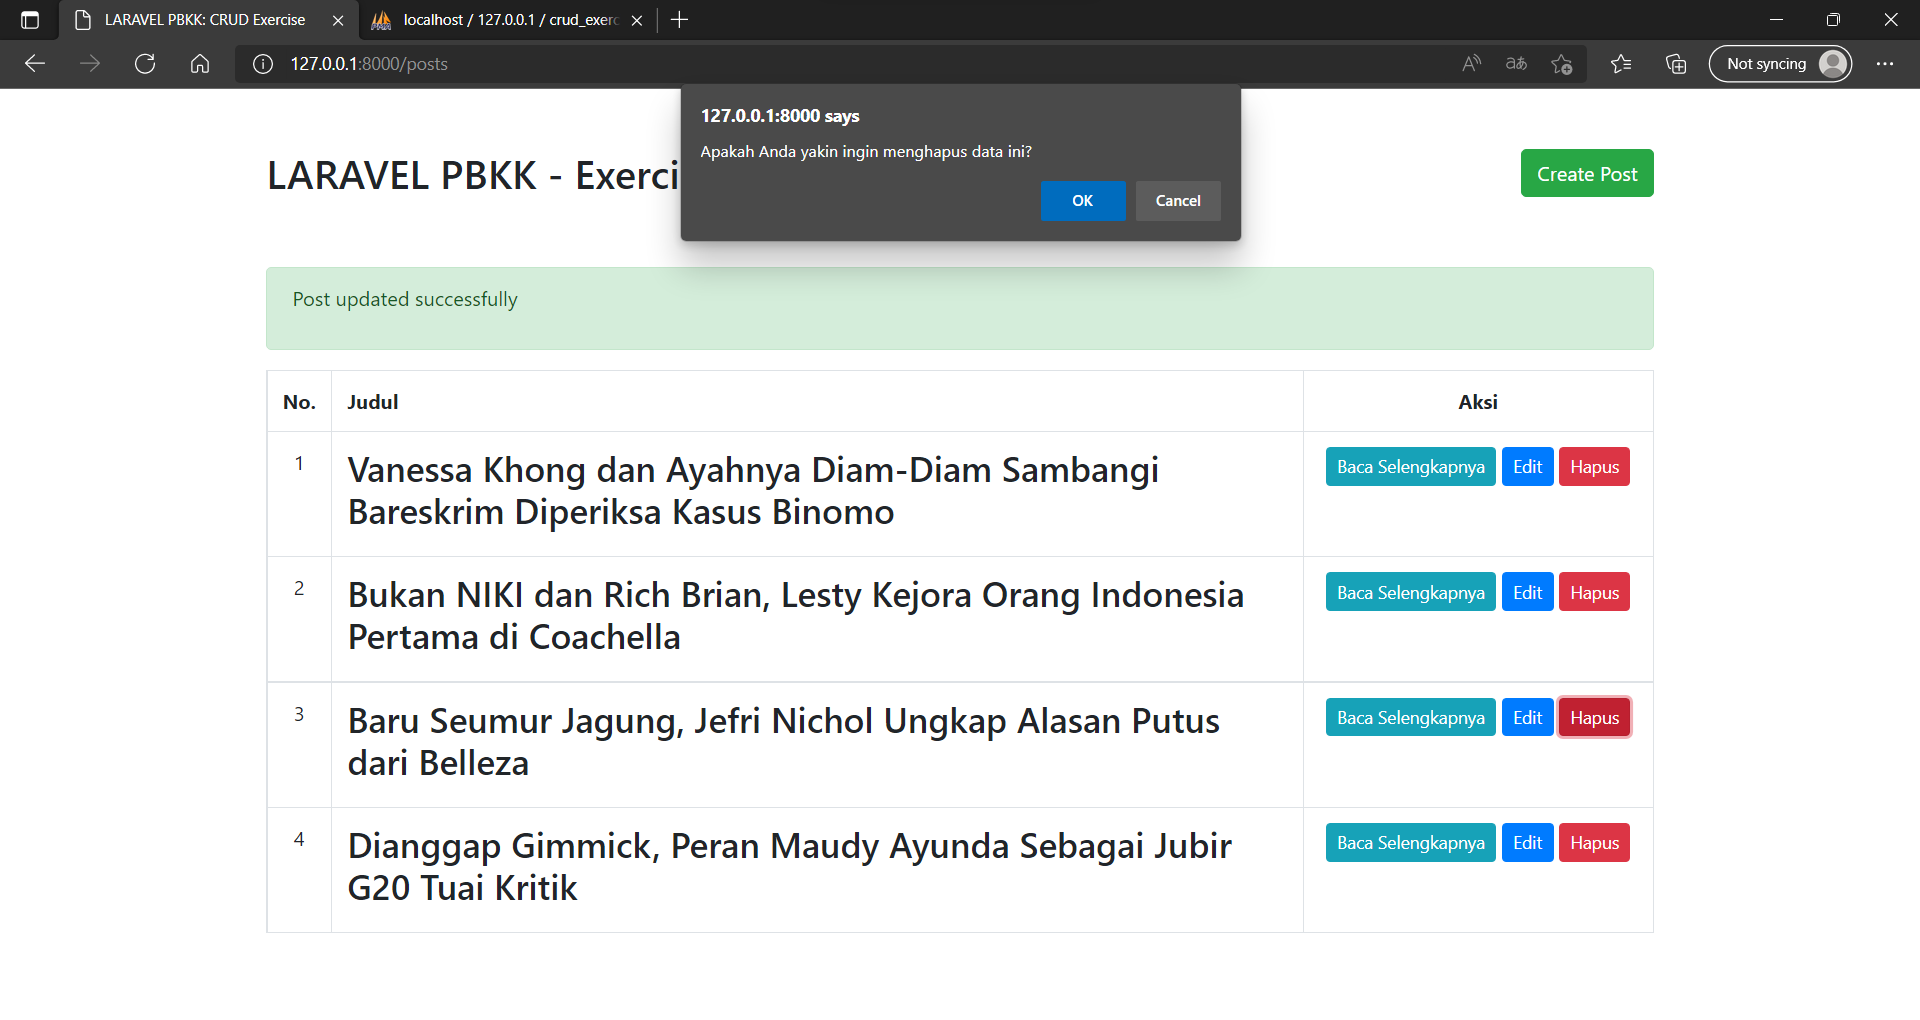 LARAVEL PBKK: CRUD Exercise
localhost / 127.0.0.1 / crud_exerc
127.0.0.1:8000/posts
Not syncing
127.0.0.1:8000 says
Apakah Anda yakin ingin menghapus data ini?
OK Cancel
LARAVEL PBKK - Exerci
Create Post
Post updated successfully
No. Judul Aksi
1 Vanessa Khong dan Ayahnya Diam-Diam Sambangi
Bareskrim Diperiksa Kasus Binomo
Baca Selengkapnya Edit Hapus
2 Bukan NIKI dan Rich Brian, Lesty Kejora Orang Indonesia
Pertama di Coachella
Baca Selengkapnya Edit Hapus
3 Baru Seumur Jagung, Jefri Nichol Ungkap Alasan Putus
dari Belleza
Baca Selengkapnya Edit Hapus
4 Dianggap Gimmick, Peran Maudy Ayunda Sebagai Jubir
G20 Tuai Kritik
Baca Selengkapnya Edit Hapus